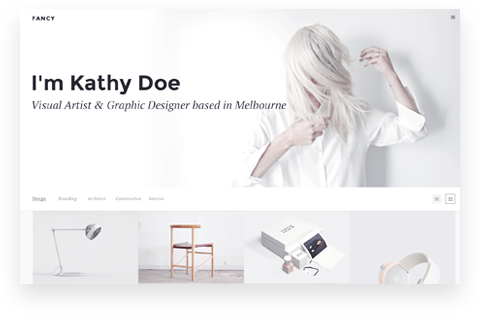 FANCY
I'm Kathy Doe
Visual Artist & Graphic Designer based in Melbourne
Design Branding Architect Construction Interior